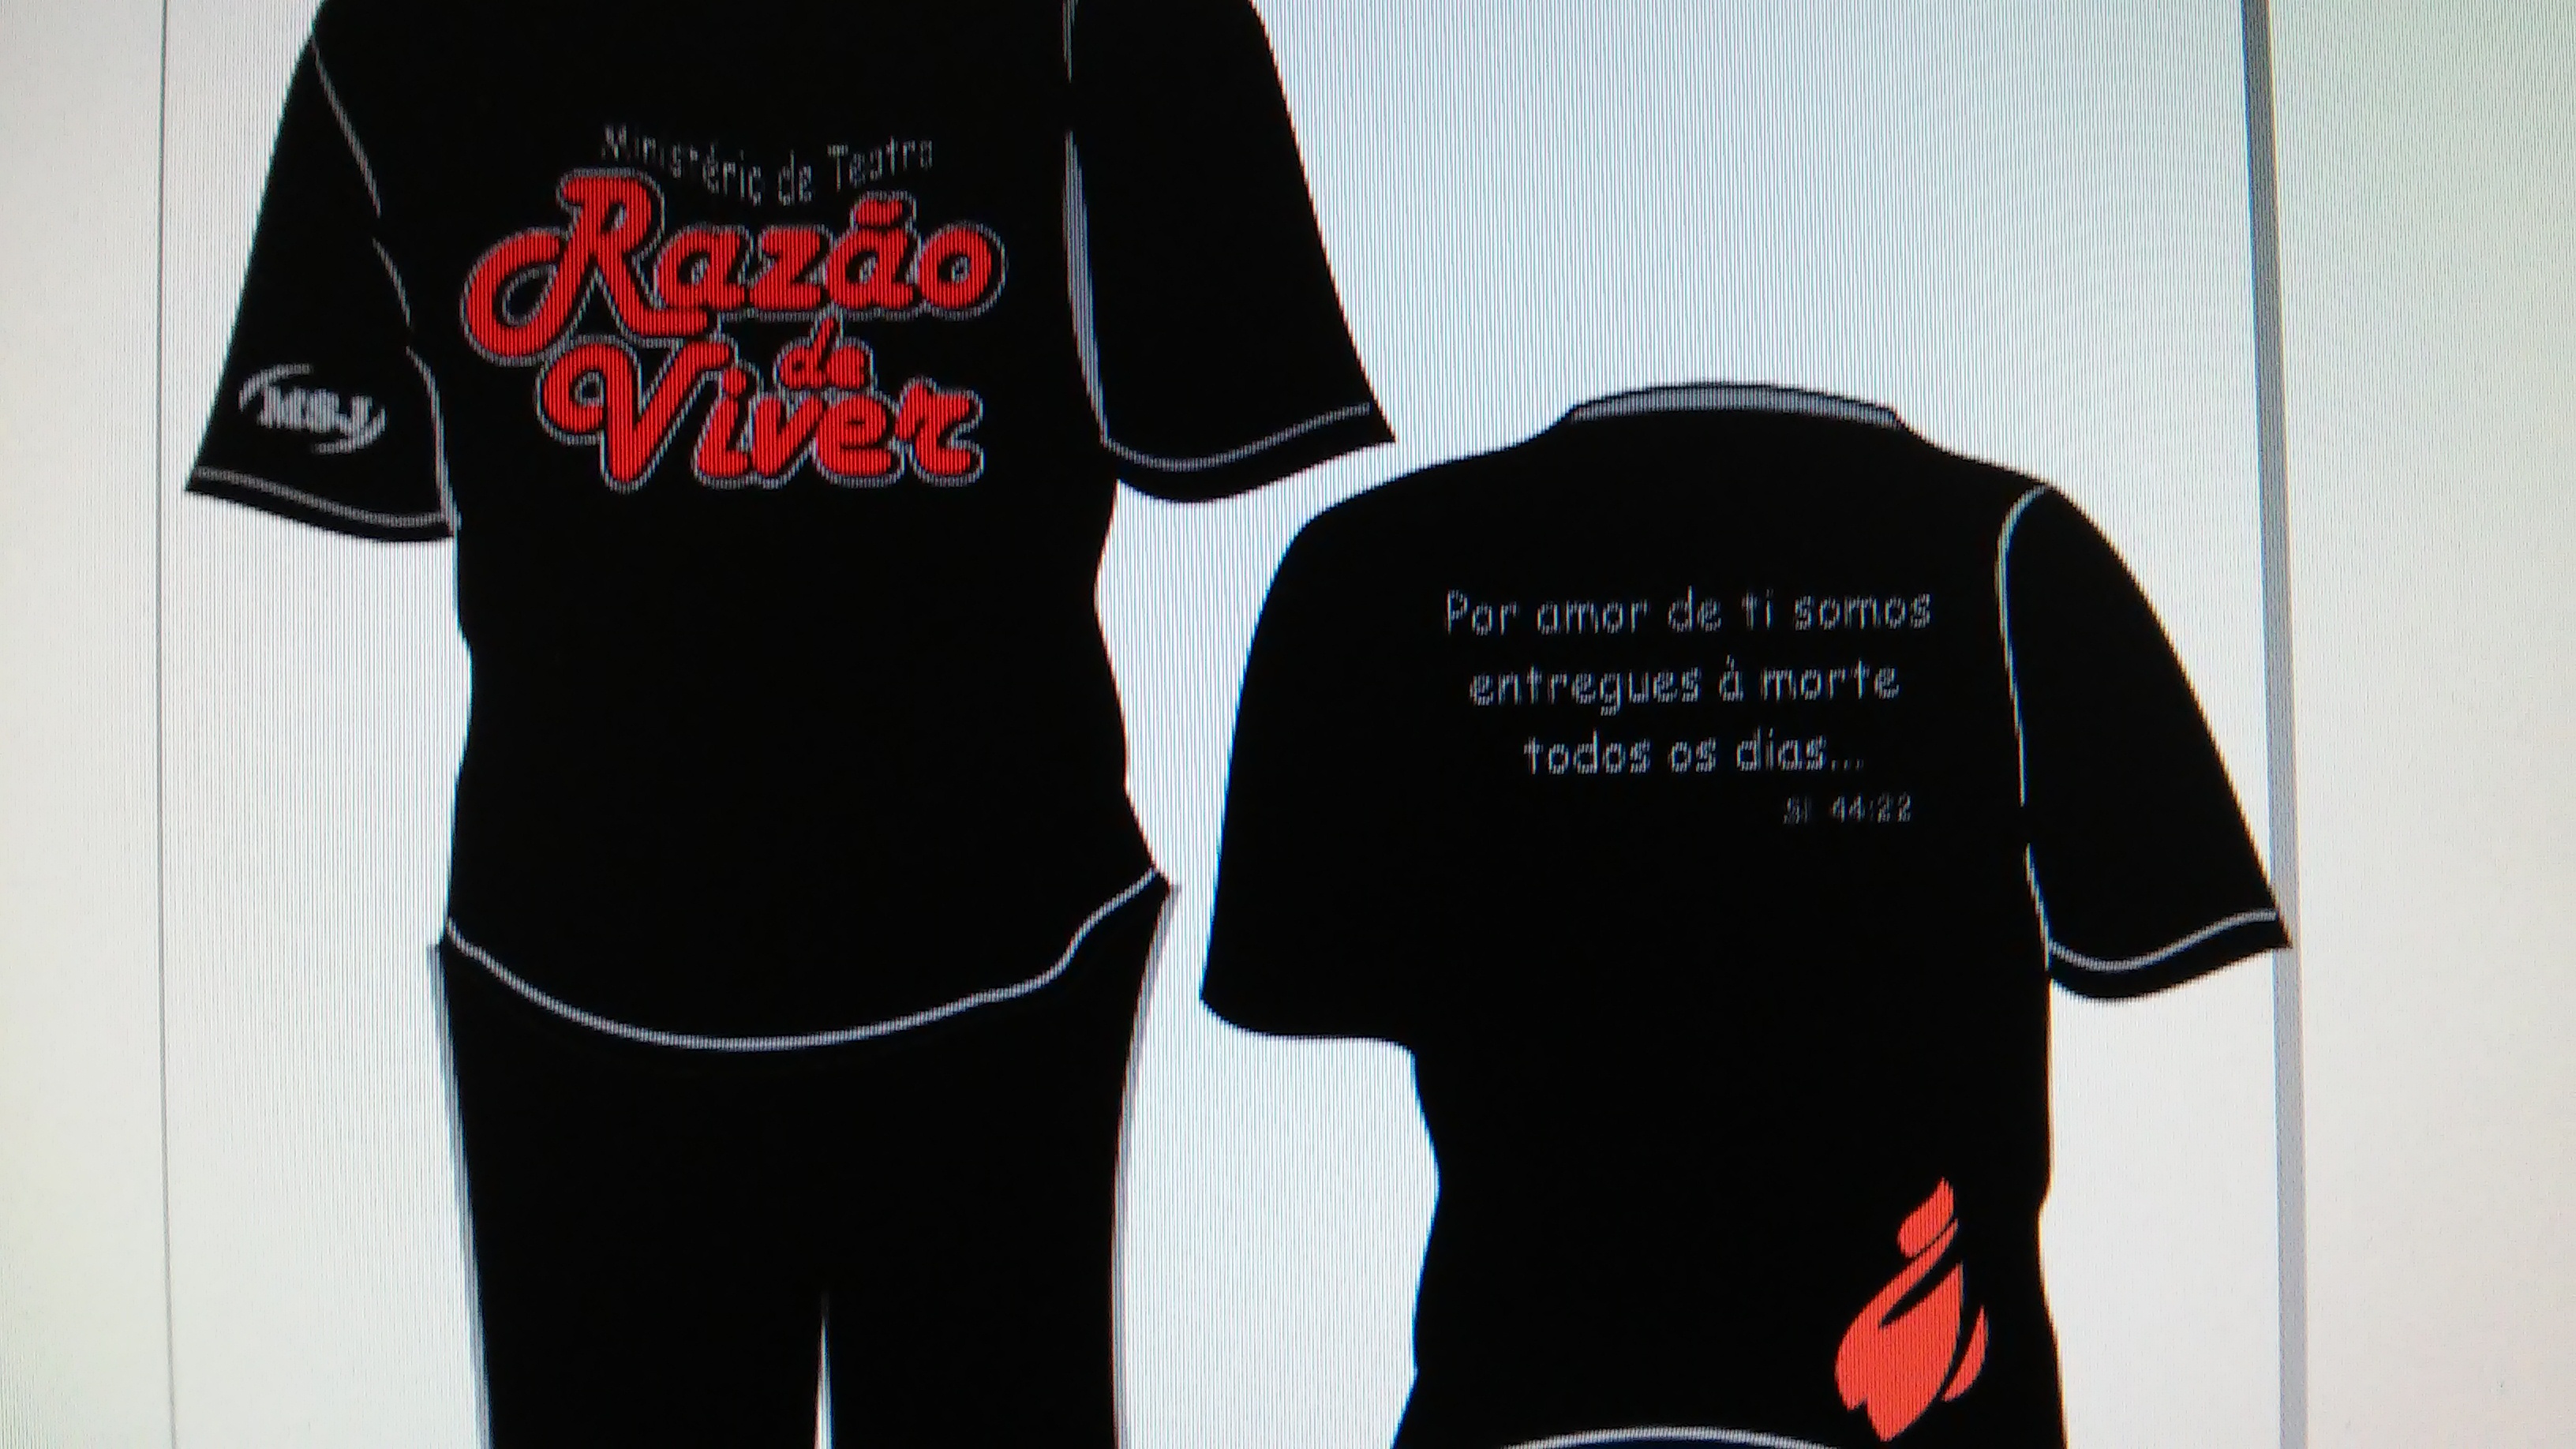 Ministério de Teatro
Razão
de
Viver
Por amor de ti somos
entregues à morte
todos os dias...
Sl 44:22